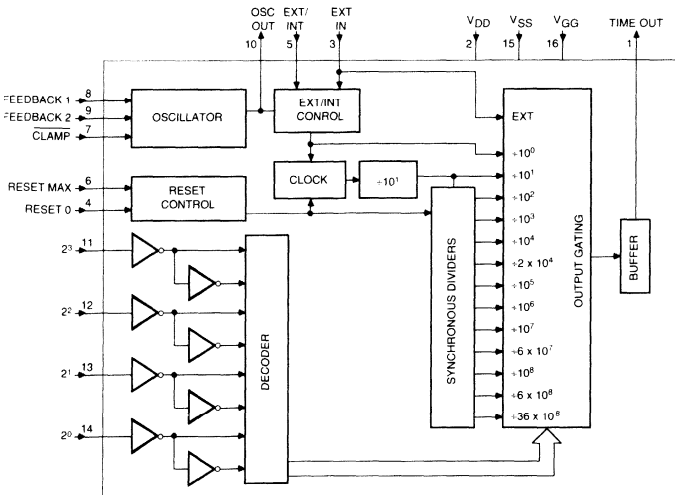 OSC OUT
10
EXT/ INT
5
EXT IN
3
VDD
2
VSS
15
VGG
16
TIME OUT
1
FEEDBACK 1 8
FEEDBACK 2 9
CLAMP 7
OSCILLATOR
EXT/INT CONROL
RESET MAX 6
RESET 0 4
RESET CONTROL
CLOCK
÷10¹
2³ 11
2² 12
2¹ 13
2⁰ 14
DECODER
SYNCHRONOUS DIVIDERS
EXT
÷10⁰
÷10¹
÷10²
÷10³
÷10⁴
÷2 x 10⁴
÷10⁵
÷10⁶
÷10⁷
÷6 x 10⁷
÷10⁸
÷6 x 10⁸
÷36 x 10⁸
OUTPUT GATING
BUFFER